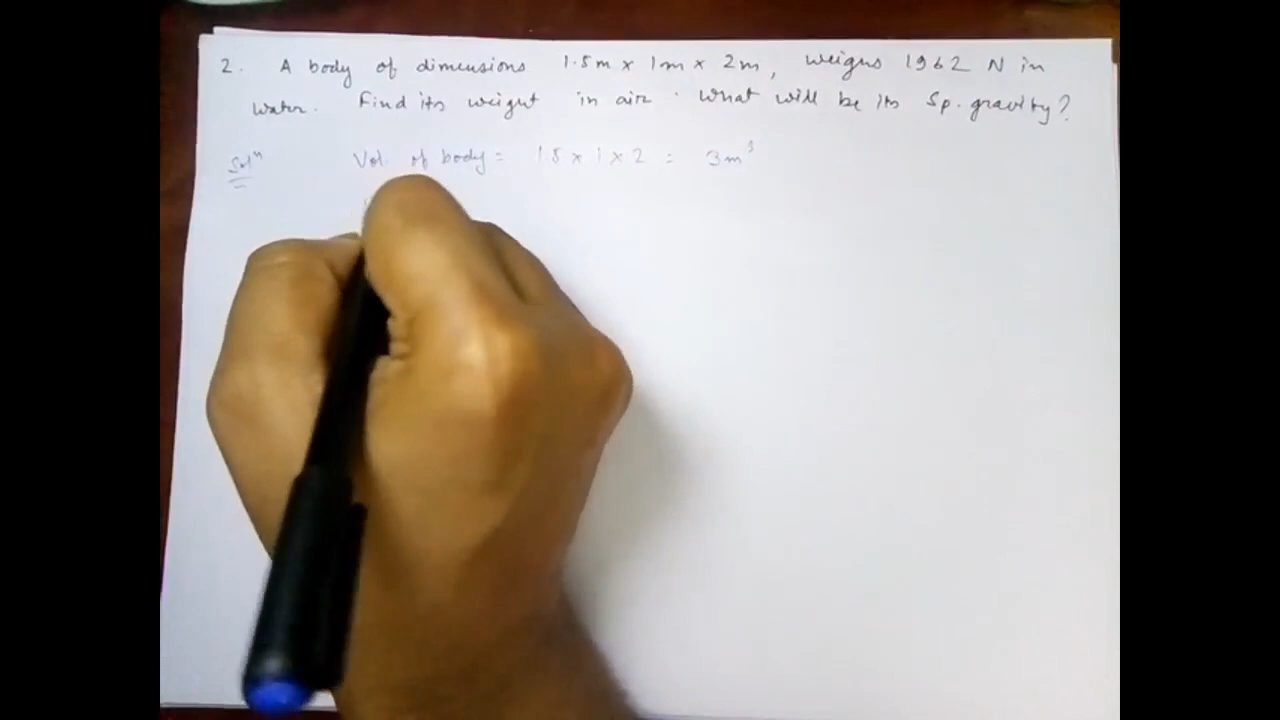 2. A body of dimensions 1.5m x 1m x 2m, weighs 1962 N in
water. Find its weight in air. What will be its Sp. gravity?
Solⁿ Vol. of body = 1.5 x 1 x 2 = 3m³